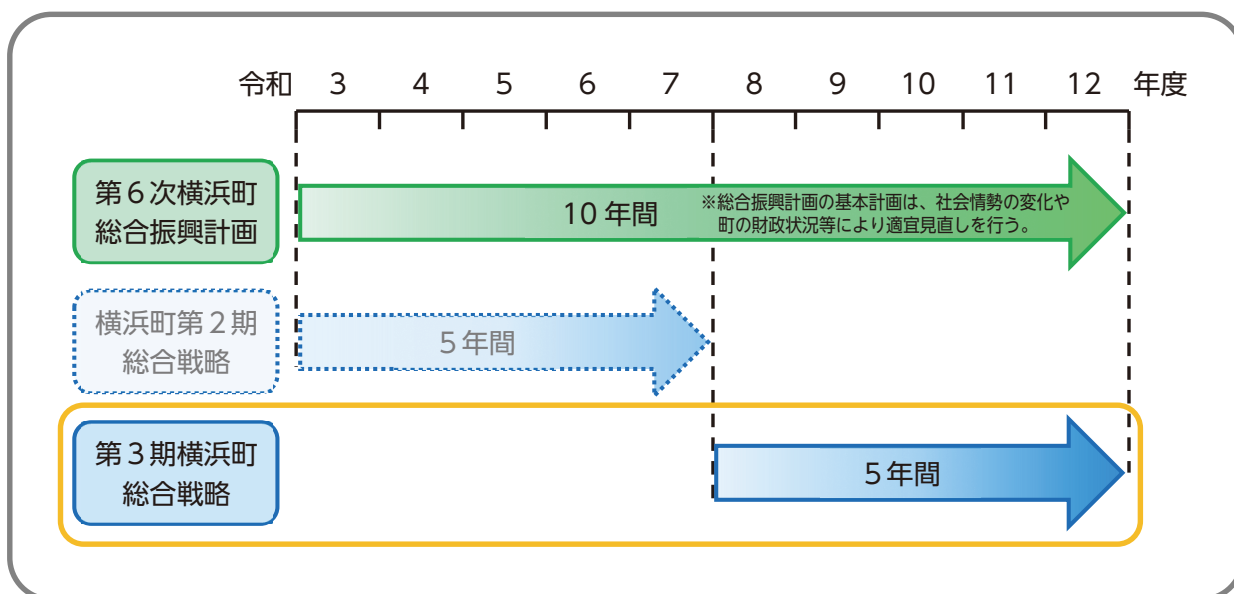 令和 3 4 5 6 7 8 9 10 11 12 年度
第6次横浜町
総合振興計画
10年間
※総合振興計画の基本計画は、社会情勢の変化や
町の財政状況等により適宜見直しを行う。
横浜町第2期
総合戦略
5年間
第3期横浜町
総合戦略
5年間